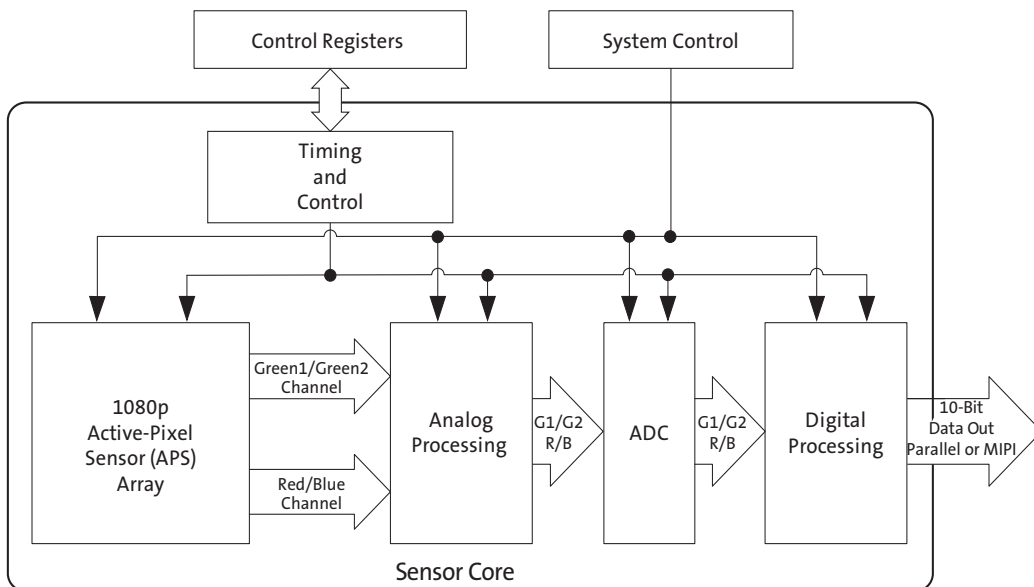 Control Registers
System Control
Timing
and
Control
1080p
Active-Pixel
Sensor (APS)
Array
Green1/Green2
Channel
Red/Blue
Channel
Analog
Processing
G1/G2
R/B
ADC
G1/G2
R/B
Digital
Processing
10-Bit
Data Out
Parallel or MIPI
Sensor Core